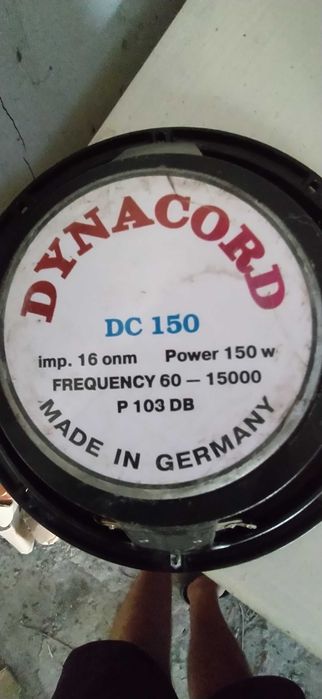 DYNACORD
DC 150
imp. 16 onm Power 150 w
FREQUENCY 60 — 15000
P 103 DB
MADE IN GERMANY